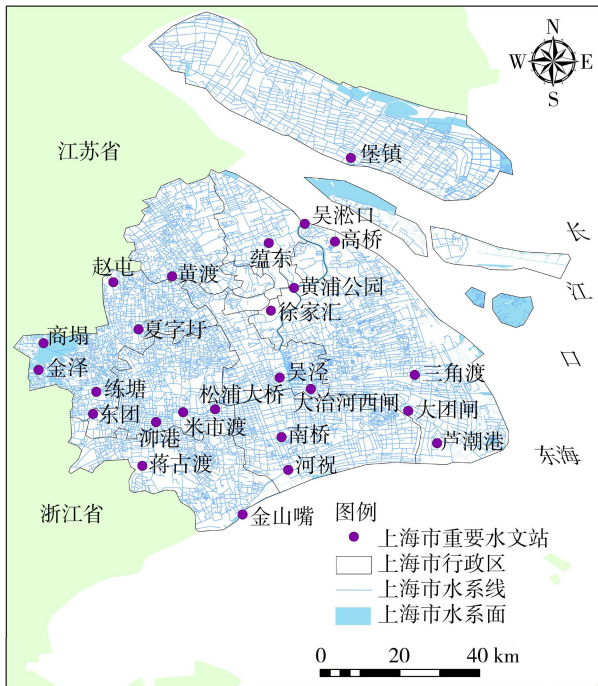 N
W E
S
江苏省
堡镇
吴淞口
长
高桥
蕴东
赵屯
黄渡
黄浦公园
江
徐家汇
夏字圩
商塌
口
金泽
吴泾
三角渡
练塘
松浦大桥
大治河西闸
东团
米市渡
大团闸
泖港
南桥
芦潮港
东海
蒋古渡
河祝
浙江省
金山嘴
图例
上海市重要水文站
上海市行政区
上海市水系线
上海市水系面
0 20 40 km